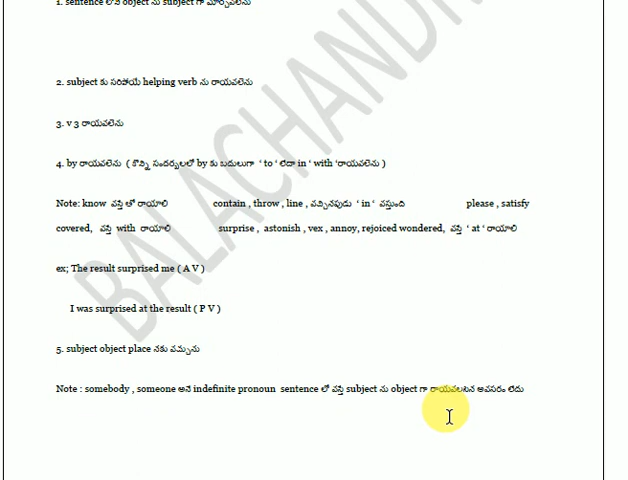 1. sentence లోని object ను subject గా మార్చవలెను
2. subject కు సరిపోయే helping verb ను రాయవలెను
3. v 3 రాయవలెను
4. by రాయవలెను ( కొన్ని సందర్భులలో by కు బదులుగా ‘ to ‘ లేదా in ‘ with ‘రాయవలెను )
Note: know వస్తే తో రాయాలి contain , throw , line , వచ్చినపుడు ‘ in ‘ వస్తుంది please , satisfy
covered, వస్తే with రాయాలి surprise , astonish , vex , annoy, rejoiced wondered, వస్తే ‘ at ‘ రాయాలి
ex; The result surprised me ( A V )
I was surprised at the result ( P V )
5. subject object place నకు వచ్చును
Note : somebody , someone అనే indefinite pronoun sentence లో వస్తే subject ను object గా రాయవలసిన అవసరం లేదు
BALACHAND